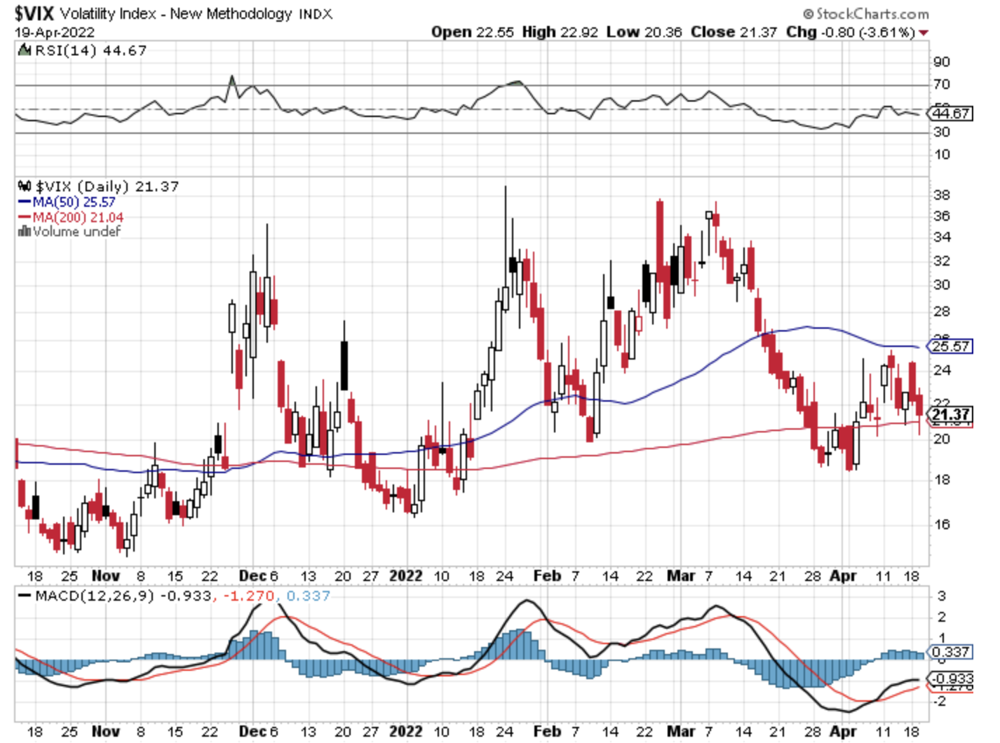 $VIX Volatility Index - New Methodology INDX © StockCharts.com
19-Apr-2022 Open 22.55 High 22.92 Low 20.36 Close 21.37 Chg -0.80 (-3.61%)
RSI(14) 44.67
90
70
44.67
30
10
$VIX (Daily) 21.37
MA(50) 25.57
MA(200) 21.04
Volume undef
38
36
34
32
30
28
25.57
24
22
21.37
20
18
16
18 25 Nov 8 15 22 Dec 6 13 20 27 2022 10 18 24 Feb 7 14 22 Mar 7 14 21 28 Apr 11 18
MACD(12,26,9) -0.933, -1.270, 0.337
3
2
1
0.337
-0.933
-1.270
-2
18 25 Nov 8 15 22 Dec 6 13 20 27 2022 10 18 24 Feb 7 14 22 Mar 7 14 21 28 Apr 11 18